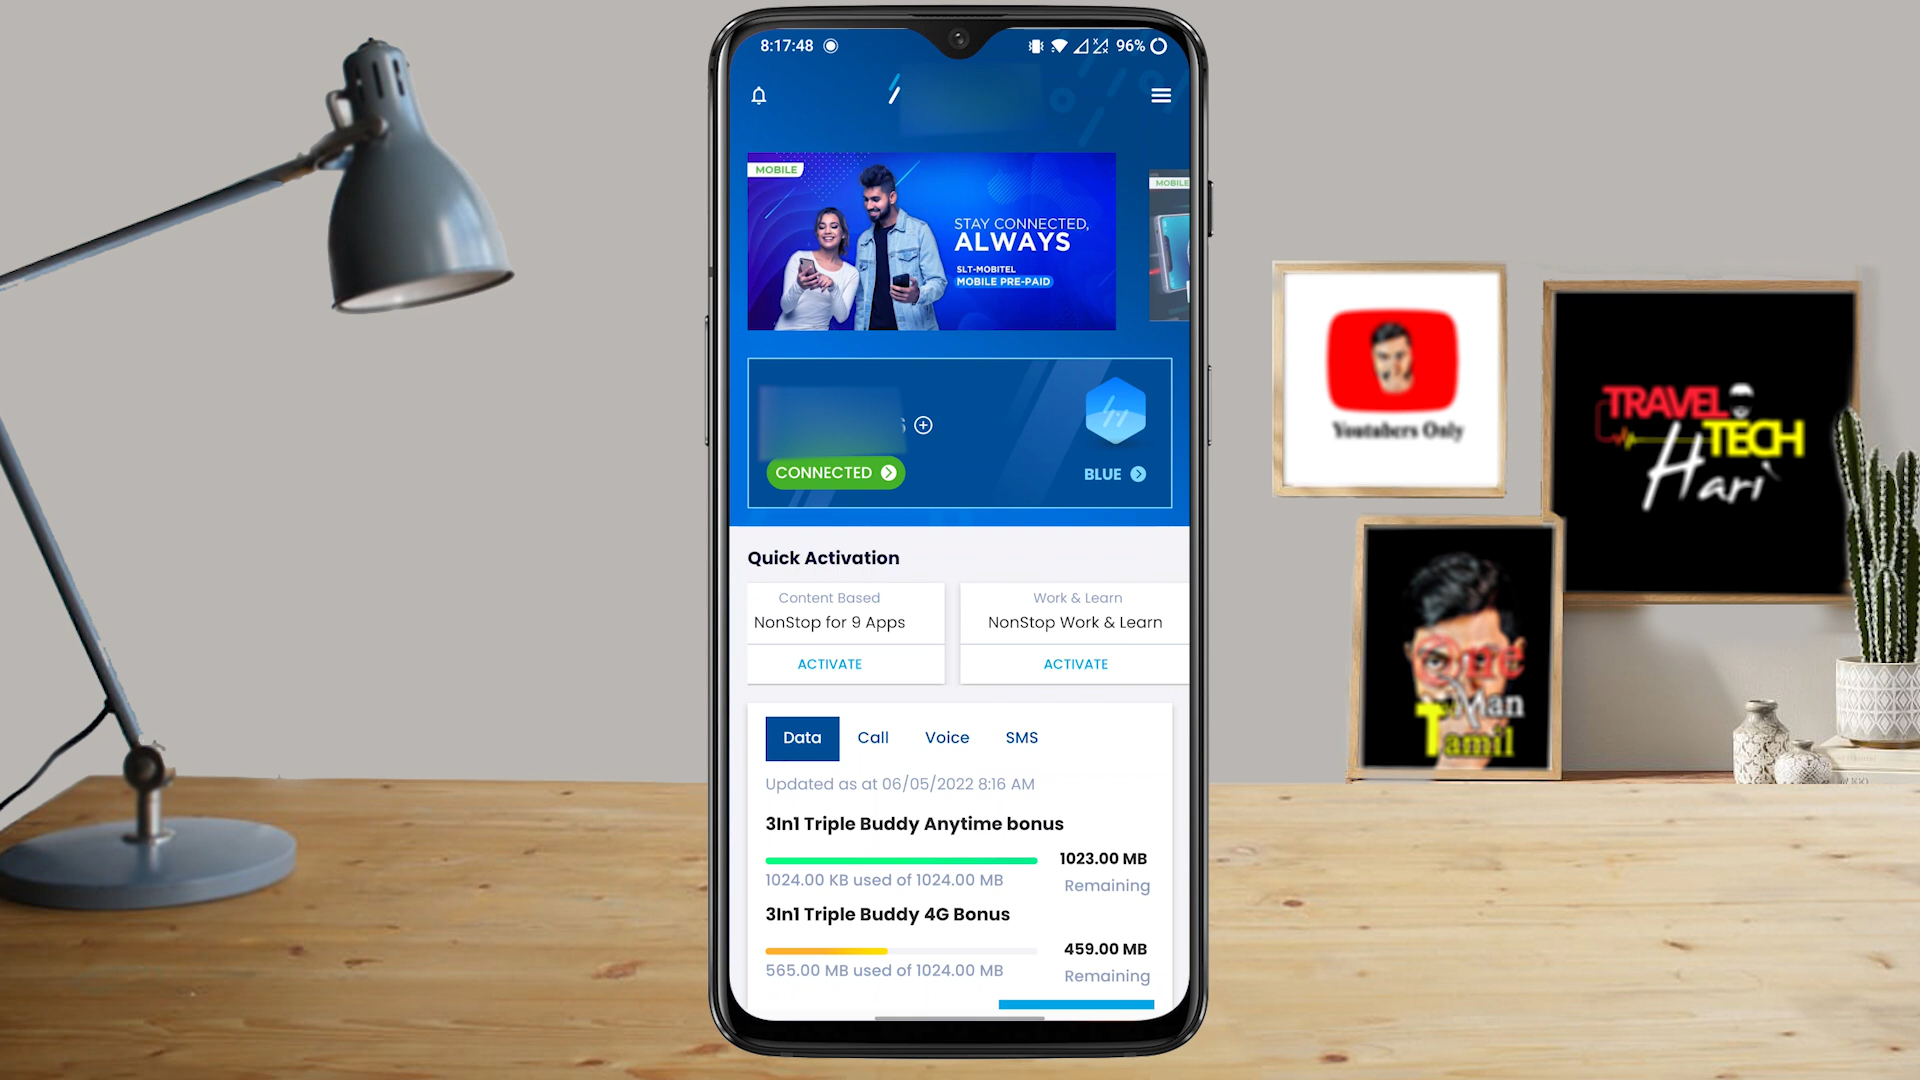 8:17:48
96%
MOBILE
STAY CONNECTED,
ALWAYS
SLT-MOBITEL
MOBILE PRE-PAID
MOBILE
CONNECTED
BLUE
Quick Activation
Content Based
NonStop for 9 Apps
ACTIVATE
Work & Learn
NonStop Work & Learn
ACTIVATE
Data
Call
Voice
SMS
Updated as at 06/05/2022 8:16 AM
3In1 Triple Buddy Anytime bonus
1023.00 MB
1024.00 KB used of 1024.00 MB
Remaining
3In1 Triple Buddy 4G Bonus
459.00 MB
565.00 MB used of 1024.00 MB
Remaining
Youtubers Only
TRAVEL
TECH
Hari
One
Man
Tamil